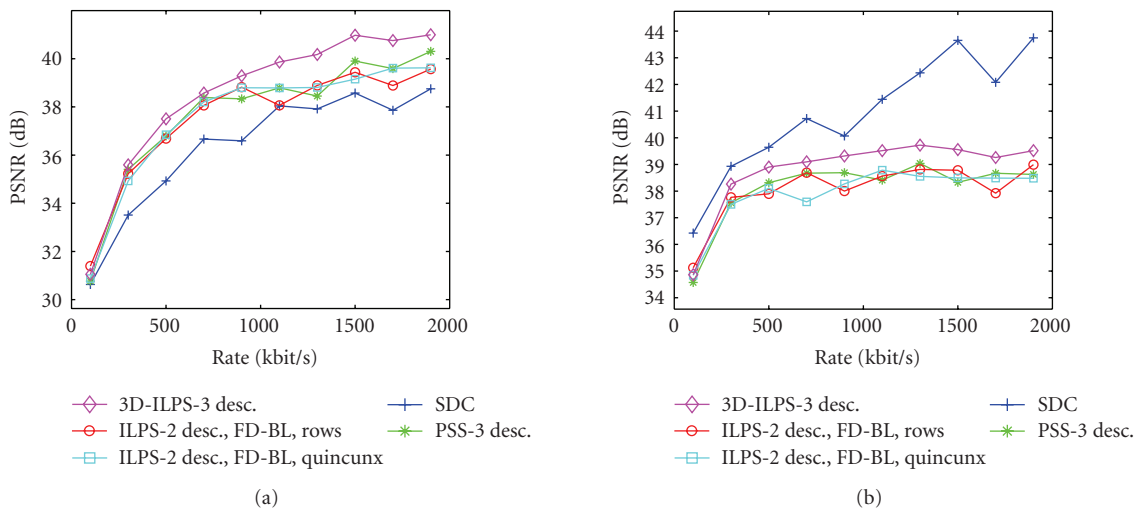 PSNR (dB)
40
38
36
34
32
31
30
0
500
1000
1500
2000
Rate (kbit/s)
3D-ILPS-3 desc.
ILPS-2 desc., FD-BL, rows
ILPS-2 desc., FD-BL, quincunx
SDC
PSS-3 desc.
(a)
PSNR (dB)
44
43
42
41
40
39
38
37
36
35
34
0
500
1000
1500
2000
Rate (kbit/s)
3D-ILPS-3 desc.
ILPS-2 desc., FD-BL, rows
ILPS-2 desc., FD-BL, quincunx
SDC
PSS-3 desc.
(b)